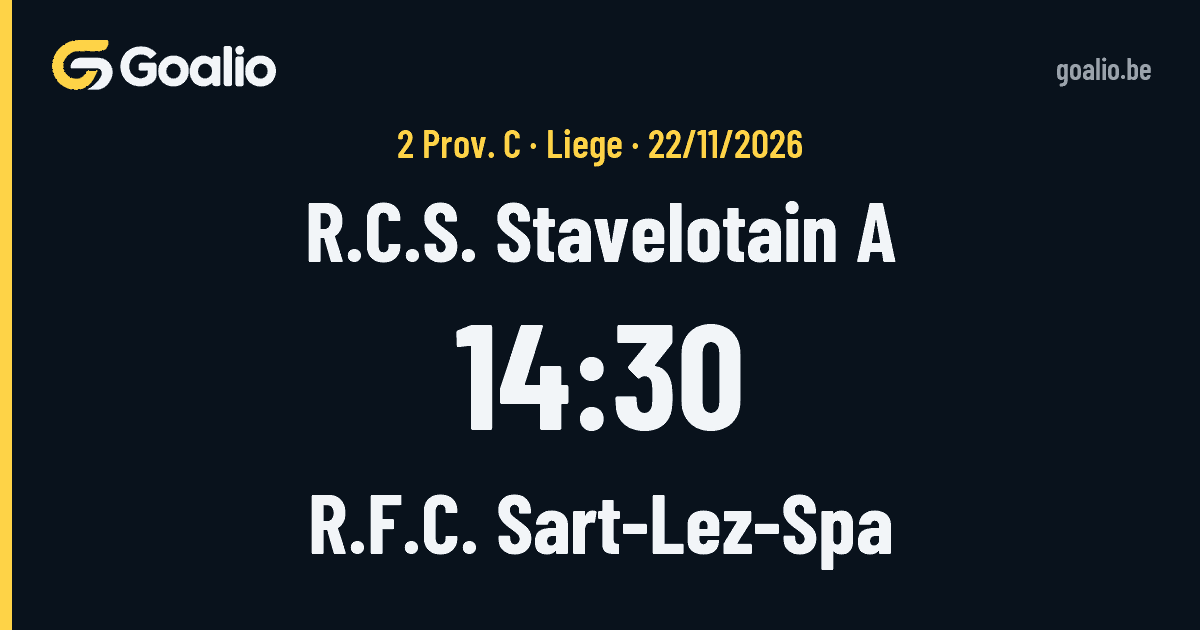 Goalio
goalio.be
2 Prov. C · Liege · 22/11/2026
R.C.S. Stavelotain A
14:30
R.F.C. Sart-Lez-Spa